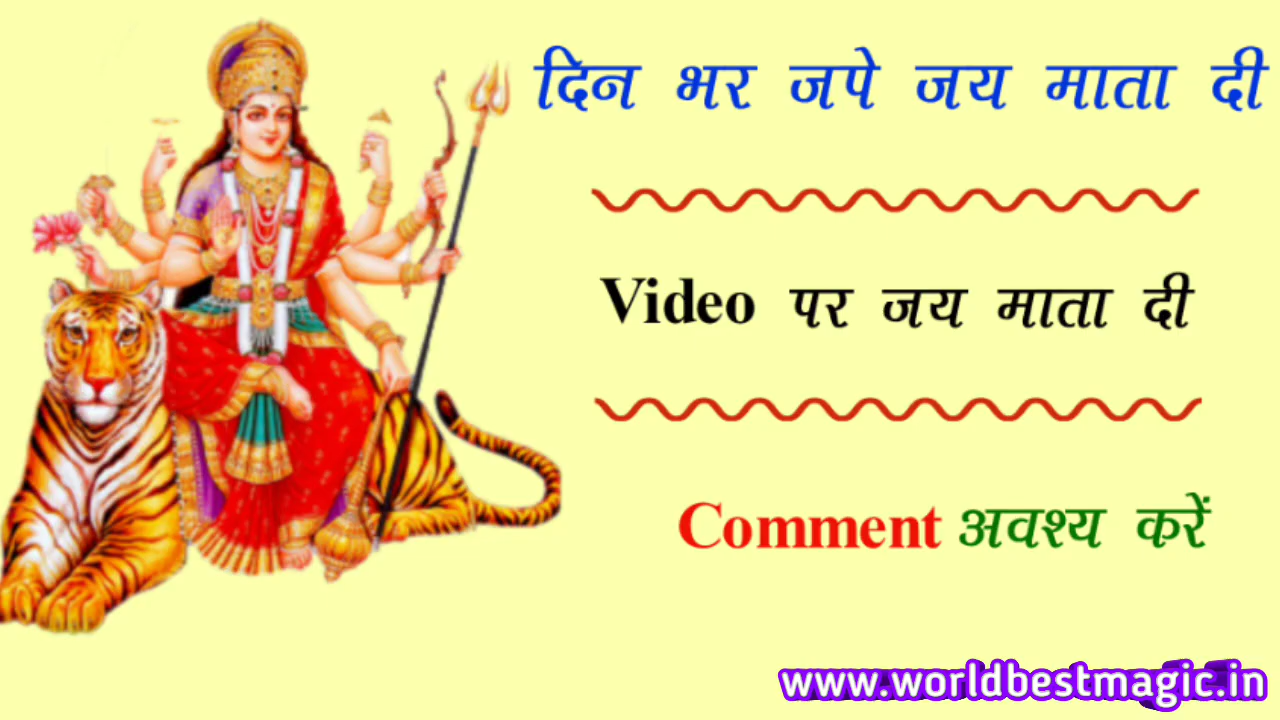 दिन भर जपे जय माता दी
Video पर जय माता दी
Comment अवश्य करें
www.worldbestmagic.in